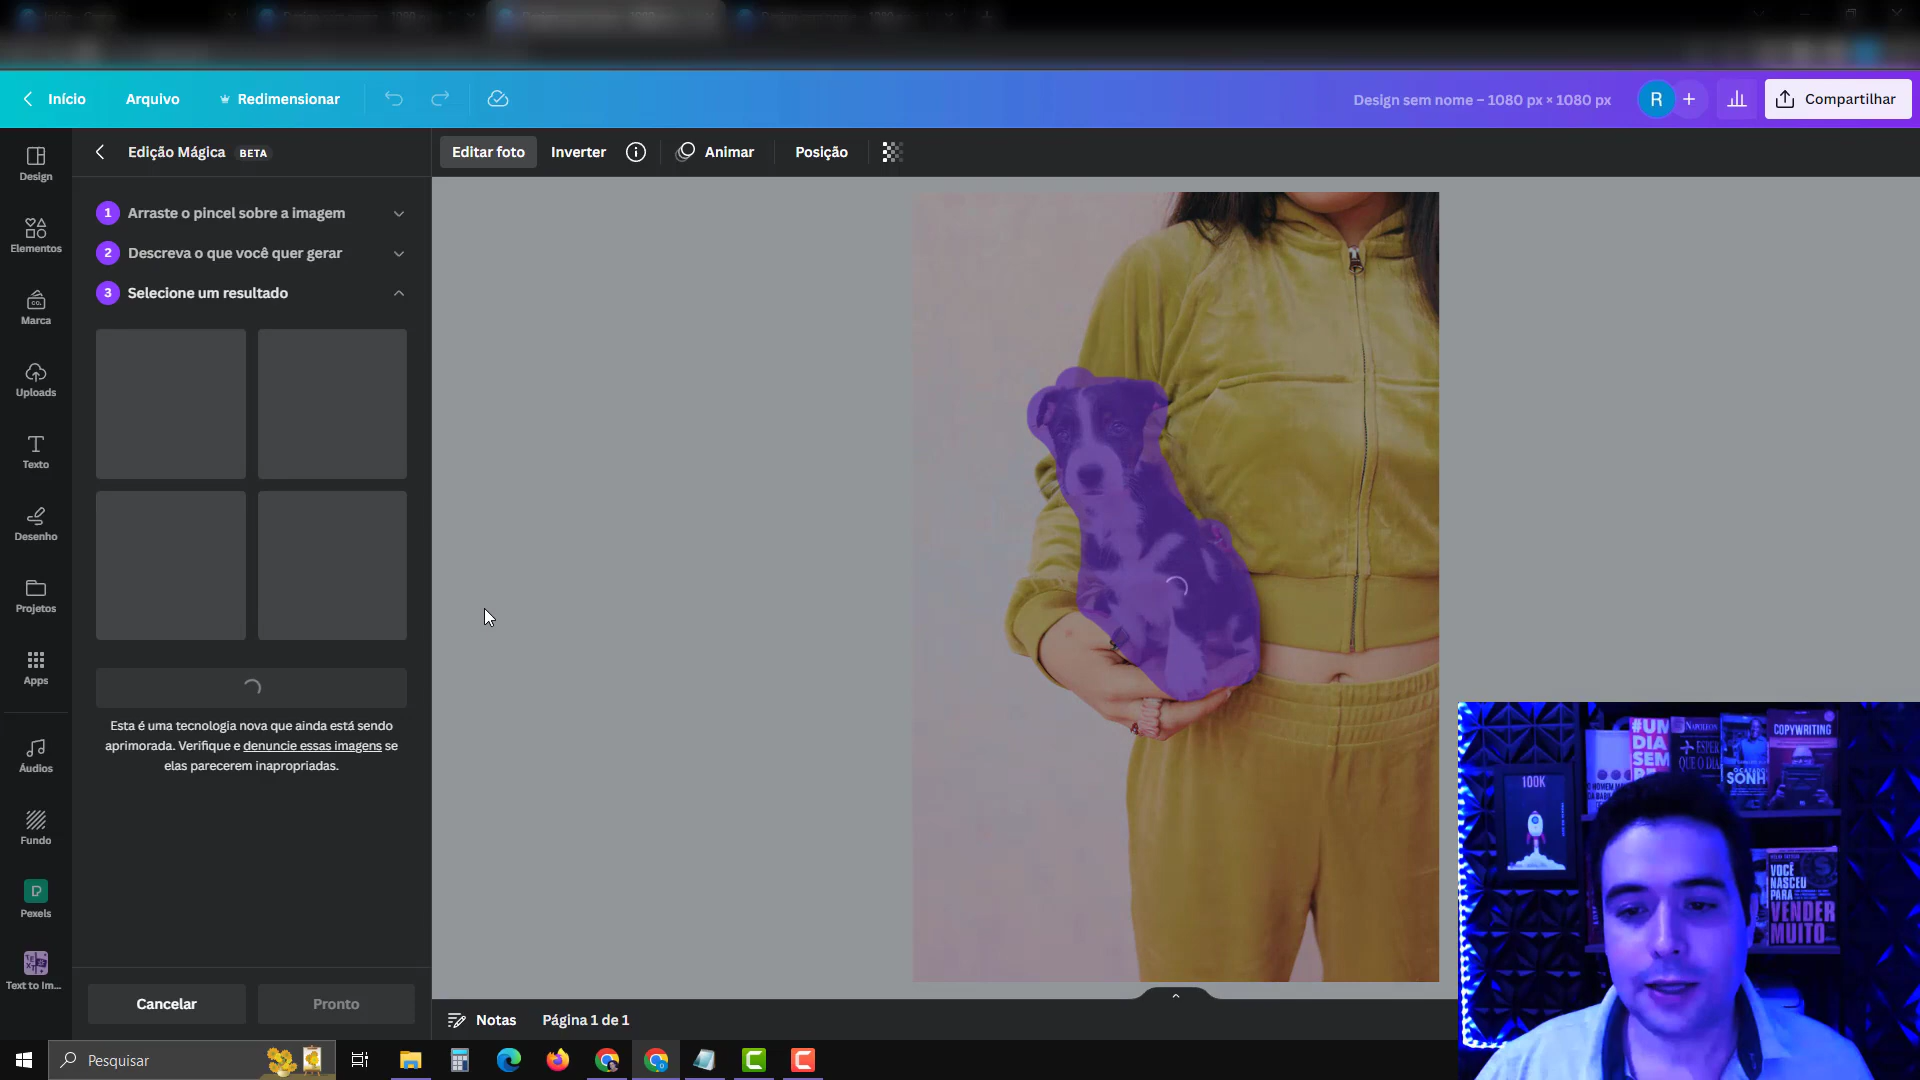 Início
Arquivo
Redimensionar
Design sem nome – 1080 px × 1080 px
R
Compartilhar
Design
Elementos
CO.
Marca
Uploads
Texto
Desenho
Projetos
Apps
Áudios
Fundo
Pexels
Text to Im...
Edição Mágica BETA
1 Arraste o pincel sobre a imagem
2 Descreva o que você quer gerar
3 Selecione um resultado
Esta é uma tecnologia nova que ainda está sendo
aprimorada. Verifique e denuncie essas imagens se
elas parecerem inapropriadas.
Cancelar
Pronto
Editar foto
Inverter
Animar
Posição
Notas
Página 1 de 1
100K
#UM
DIA
SEM
NAPOLEON
COPYWRITING
VOCÊ
NASCEU
PARA
VENDER
MUITO
Pesquisar